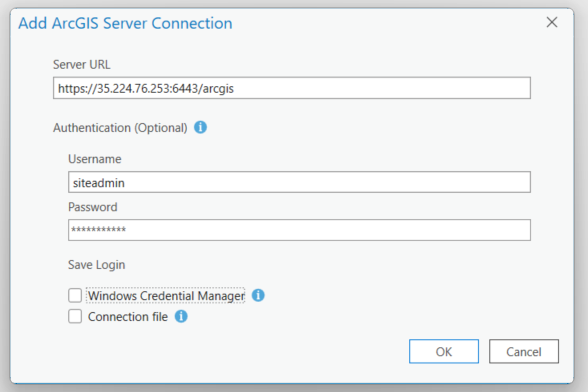 Add ArcGIS Server Connection
Server URL
https://35.224.76.253:6443/arcgis
Authentication (Optional)
Username
siteadmin
Password
***********
Save Login
Windows Credential Manager
Connection file
OK Cancel